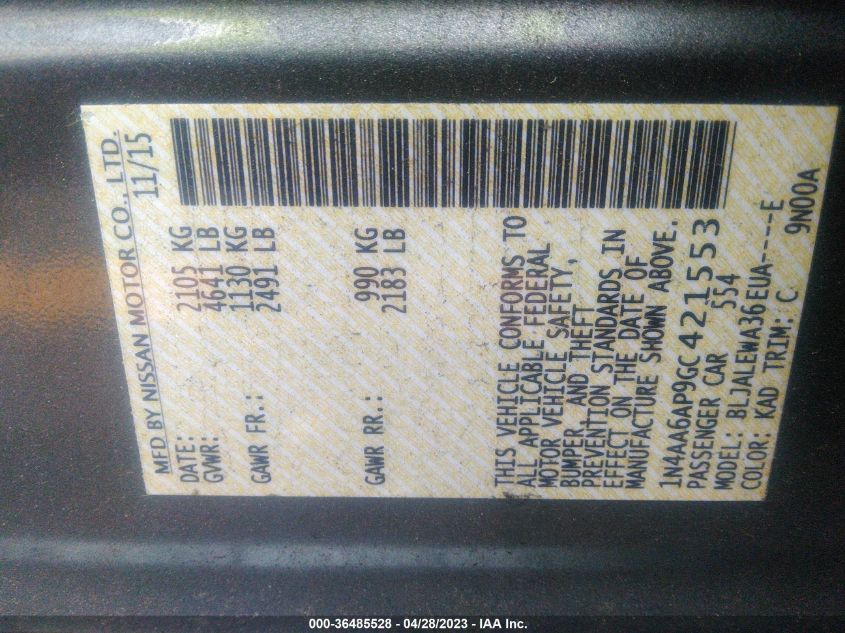 MFD BY NISSAN MOTOR CO., LTD.
DATE: 11/15
GVWR: 2105 KG
4641 LB
GAWR FR.: 1130 KG
2491 LB
GAWR RR.: 990 KG
2183 LB
THIS VEHICLE CONFORMS TO
ALL APPLICABLE FEDERAL
MOTOR VEHICLE SAFETY,
BUMPER, AND THEFT
PREVENTION STANDARDS IN
EFFECT ON THE DATE OF
MANUFACTURE SHOWN ABOVE.
1N4AA6AP9GC421553
PASSENGER CAR 554
MODEL: BLJALEWA36EUA----E
COLOR: KAD TRIM: C 9N00A
000-36485528 - 04/28/2023 - IAA Inc.